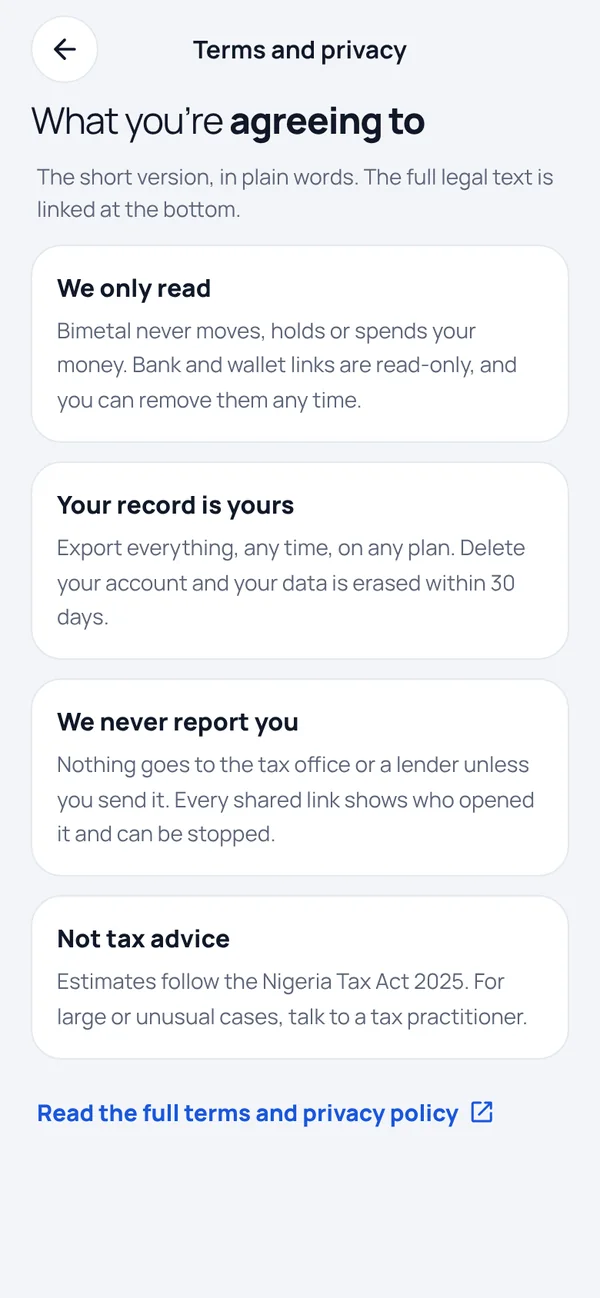 Terms and privacy
What you’re agreeing to
The short version, in plain words. The full legal text is
linked at the bottom.
We only read
Bimetal never moves, holds or spends your
money. Bank and wallet links are read-only, and
you can remove them any time.
Your record is yours
Export everything, any time, on any plan. Delete
your account and your data is erased within 30
days.
We never report you
Nothing goes to the tax office or a lender unless
you send it. Every shared link shows who opened
it and can be stopped.
Not tax advice
Estimates follow the Nigeria Tax Act 2025. For
large or unusual cases, talk to a tax practitioner.
Read the full terms and privacy policy